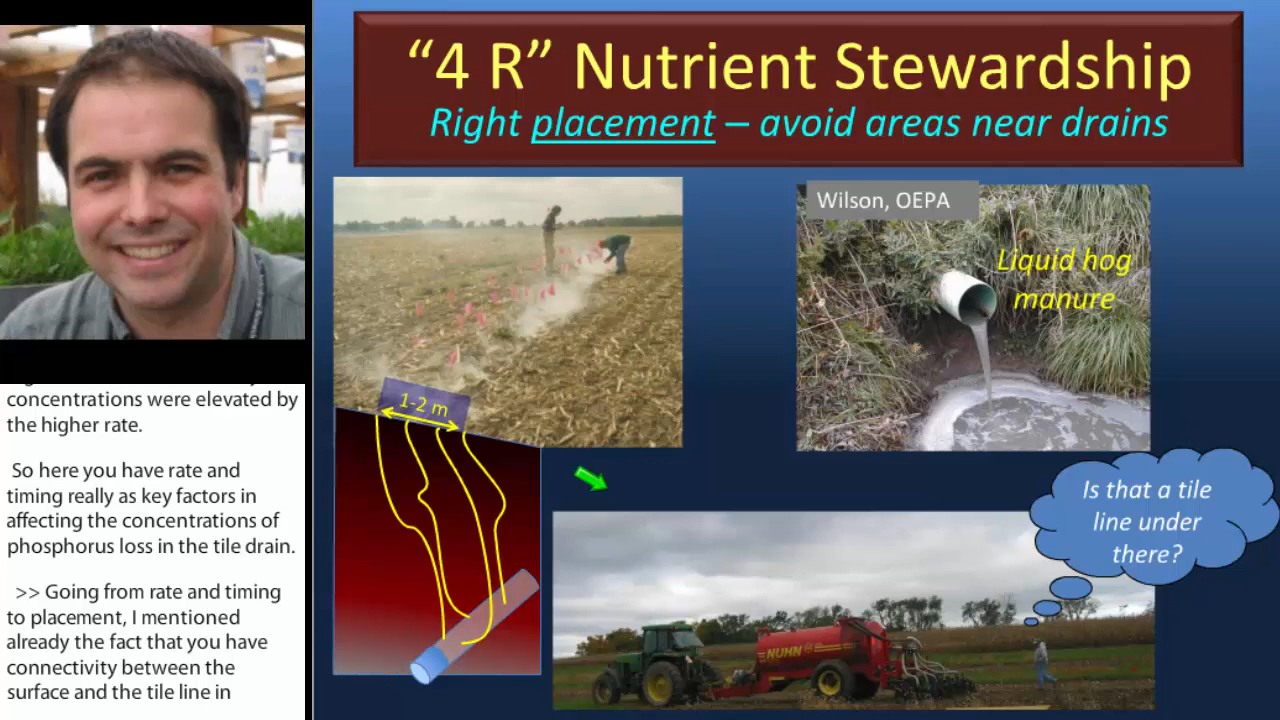 “4 R” Nutrient Stewardship
Right placement – avoid areas near drains
Wilson, OEPA
Liquid hog
manure
1-2 m
Is that a tile
line under
there?
NUHN
concentrations were elevated by
the higher rate.
So here you have rate and
timing really as key factors in
affecting the concentrations of
phosphorus loss in the tile drain.
>> Going from rate and timing
to placement, I mentioned
already the fact that you have
connectivity between the
surface and the tile line in